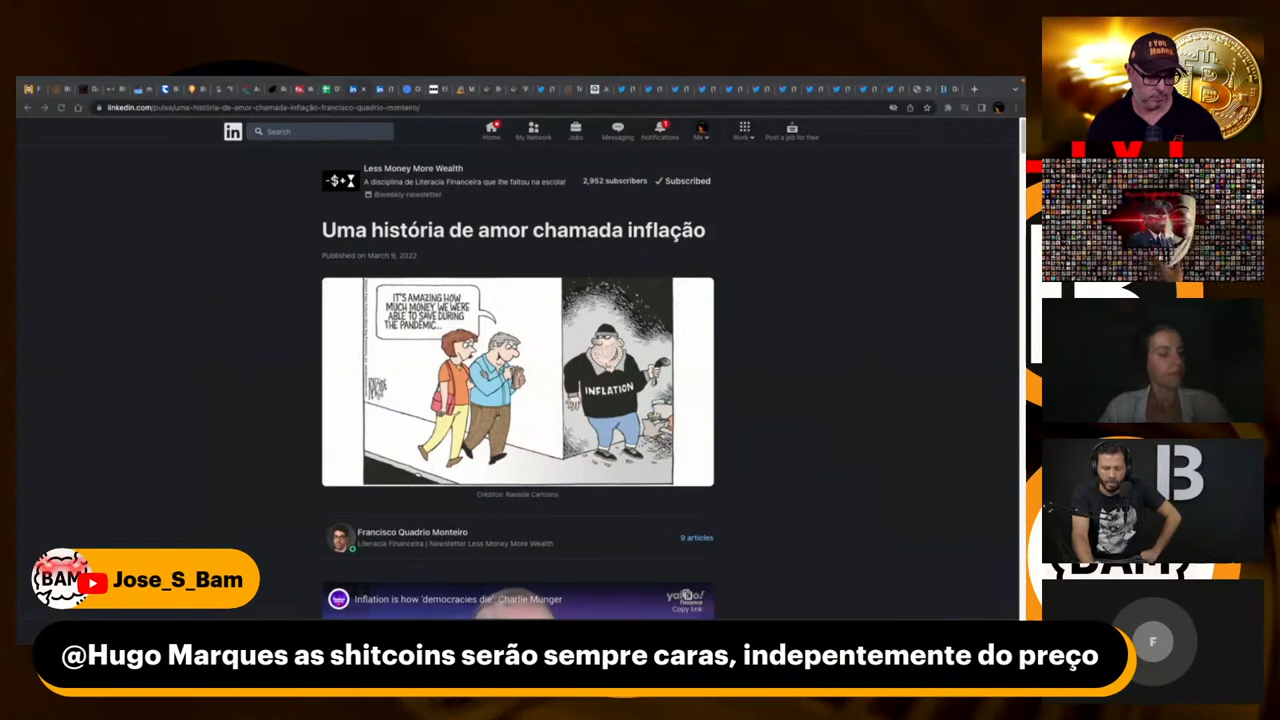 linkedin.com/pulse/uma-história-de-amor-chamada-inflação-francisco-quadrio-monteiro/
in
Search
Home
My Network
Jobs
Messaging
Notifications
Me
Work
Post a job for free
-$+
Less Money More Wealth
A disciplina de Literacia Financeira que lhe faltou na escola!
Biweekly newsletter
2,952 subscribers
Subscribed
Uma história de amor chamada inflação
Published on March 9, 2022
IT'S AMAZING HOW
MUCH MONEY WE WERE
ABLE TO SAVE DURING
THE PANDEMIC...
INFLATION
Créditos: Rakeside Cartoons
Francisco Quadrio Monteiro
Literacia Financeira | Newsletter Less Money More Wealth
9 articles
Inflation is how 'democracies die': Charlie Munger
yahoo!
finance
Copy link
BAM
Jose_S_Bam
@Hugo Marques as shitcoins serão sempre caras, indepentemente do preço
B
BAM
F